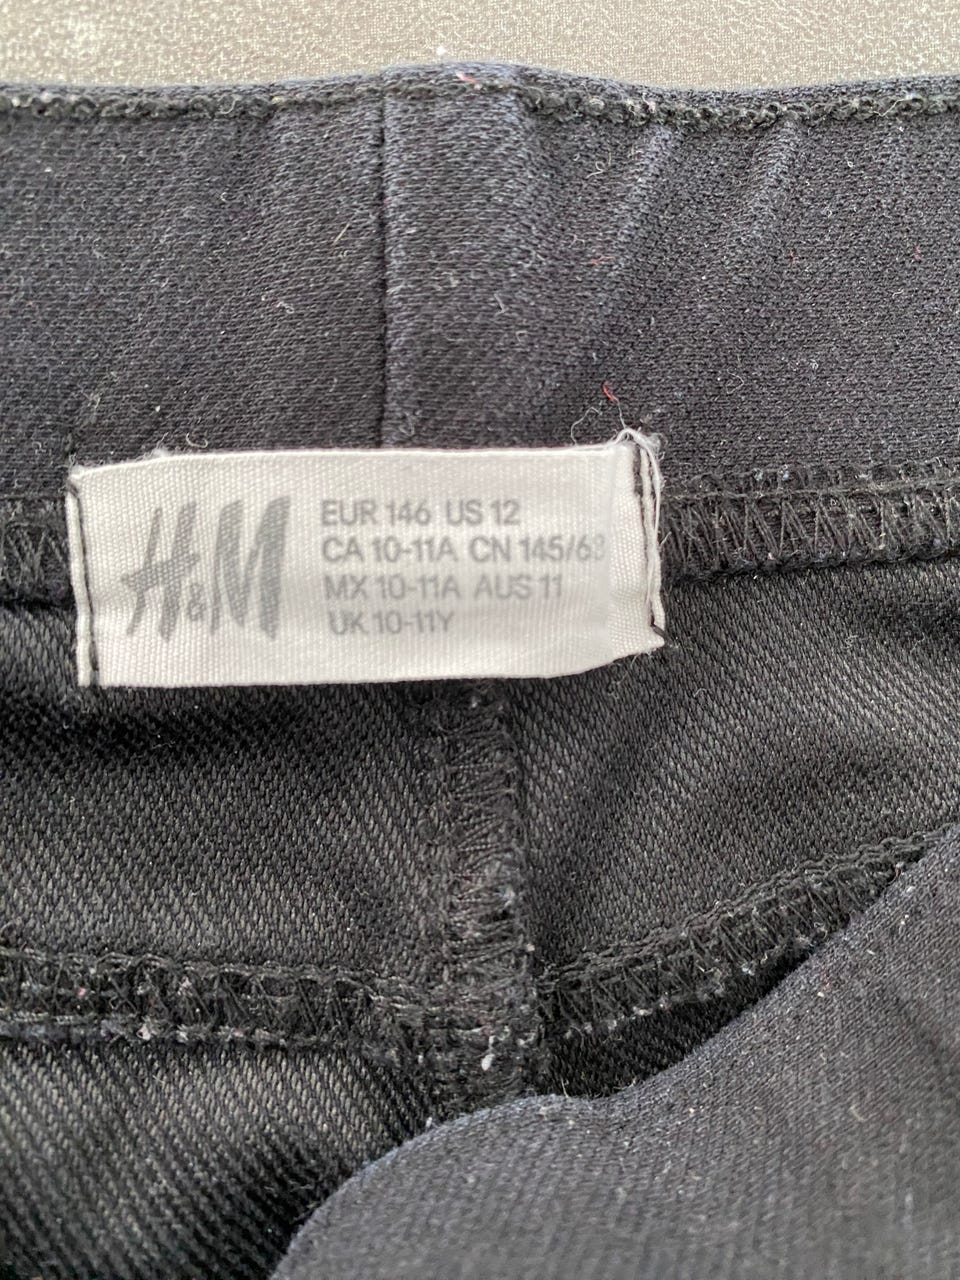 H&M
EUR 146 US 12
CA 10-11A CN 145/63
MX 10-11A AUS 11
UK 10-11Y